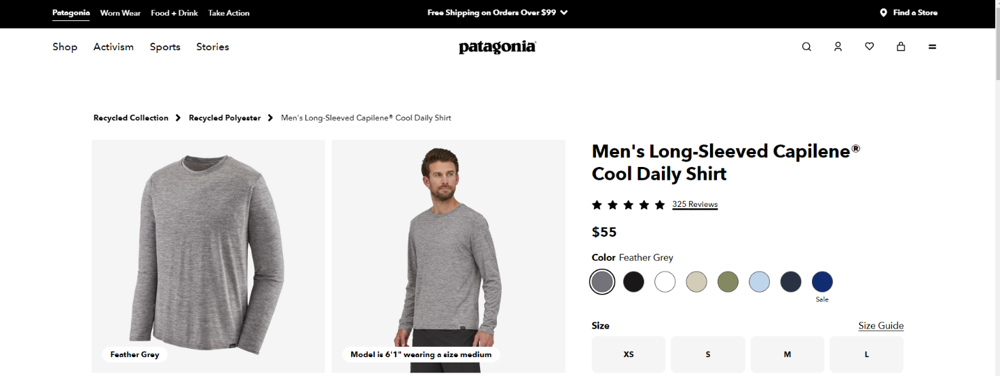 Patagonia Worn Wear Food + Drink Take Action
Free Shipping on Orders Over $99
Find a Store
Shop Activism Sports Stories
patagonia®
Recycled Collection Recycled Polyester Men's Long-Sleeved Capilene® Cool Daily Shirt
Feather Grey
Model is 6'1" wearing a size medium
Men's Long-Sleeved Capilene®
Cool Daily Shirt
325 Reviews
$55
Color Feather Grey
Sale
Size
Size Guide
XS S M L